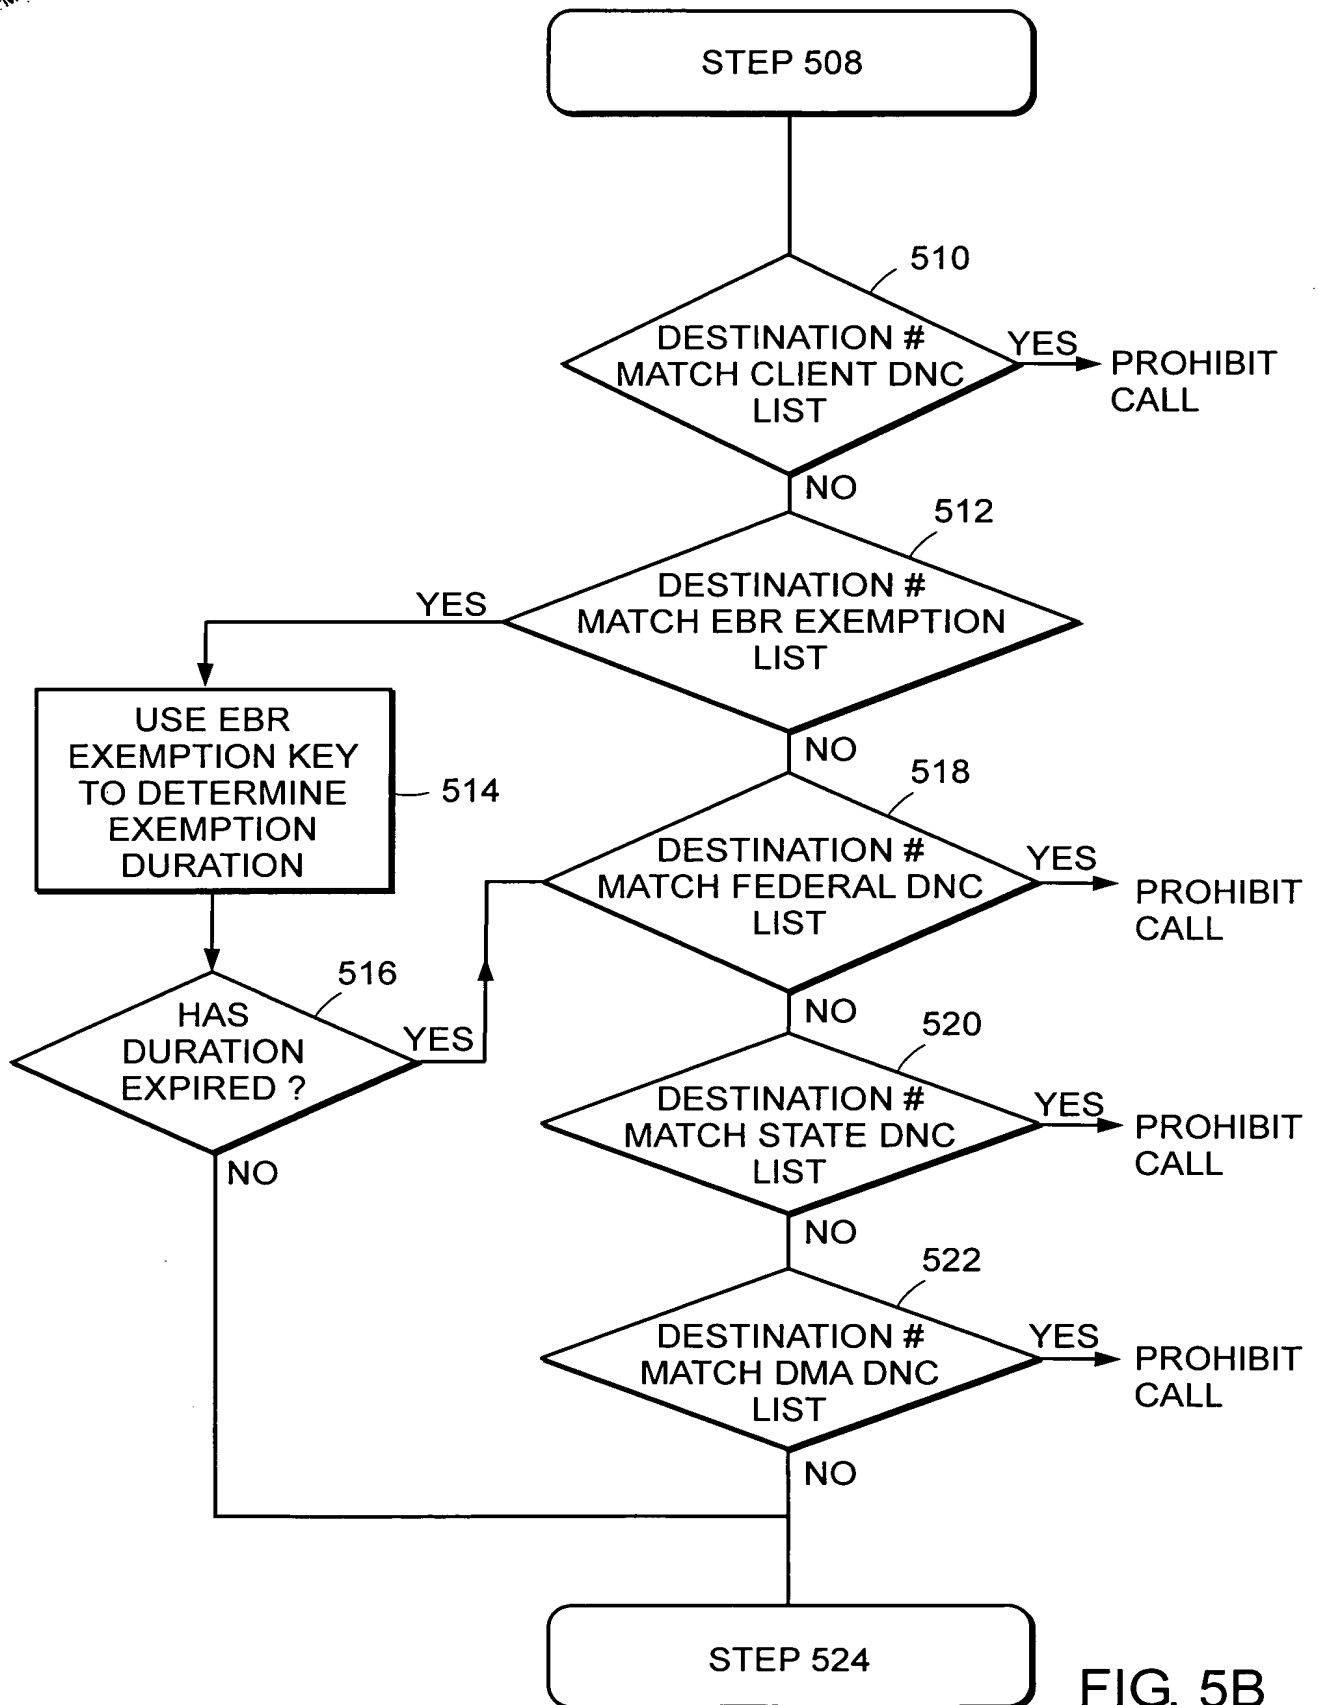 STEP 508
510
DESTINATION #
MATCH CLIENT DNC
LIST
YES
PROHIBIT
CALL
NO
512
DESTINATION #
MATCH EBR EXEMPTION
LIST
YES
NO
USE EBR
EXEMPTION KEY
TO DETERMINE
EXEMPTION
DURATION
514
518
DESTINATION #
MATCH FEDERAL DNC
LIST
YES
PROHIBIT
CALL
NO
516
HAS
DURATION
EXPIRED ?
YES
NO
520
DESTINATION #
MATCH STATE DNC
LIST
YES
PROHIBIT
CALL
NO
522
DESTINATION #
MATCH DMA DNC
LIST
YES
PROHIBIT
CALL
NO
STEP 524
FIG. 5B